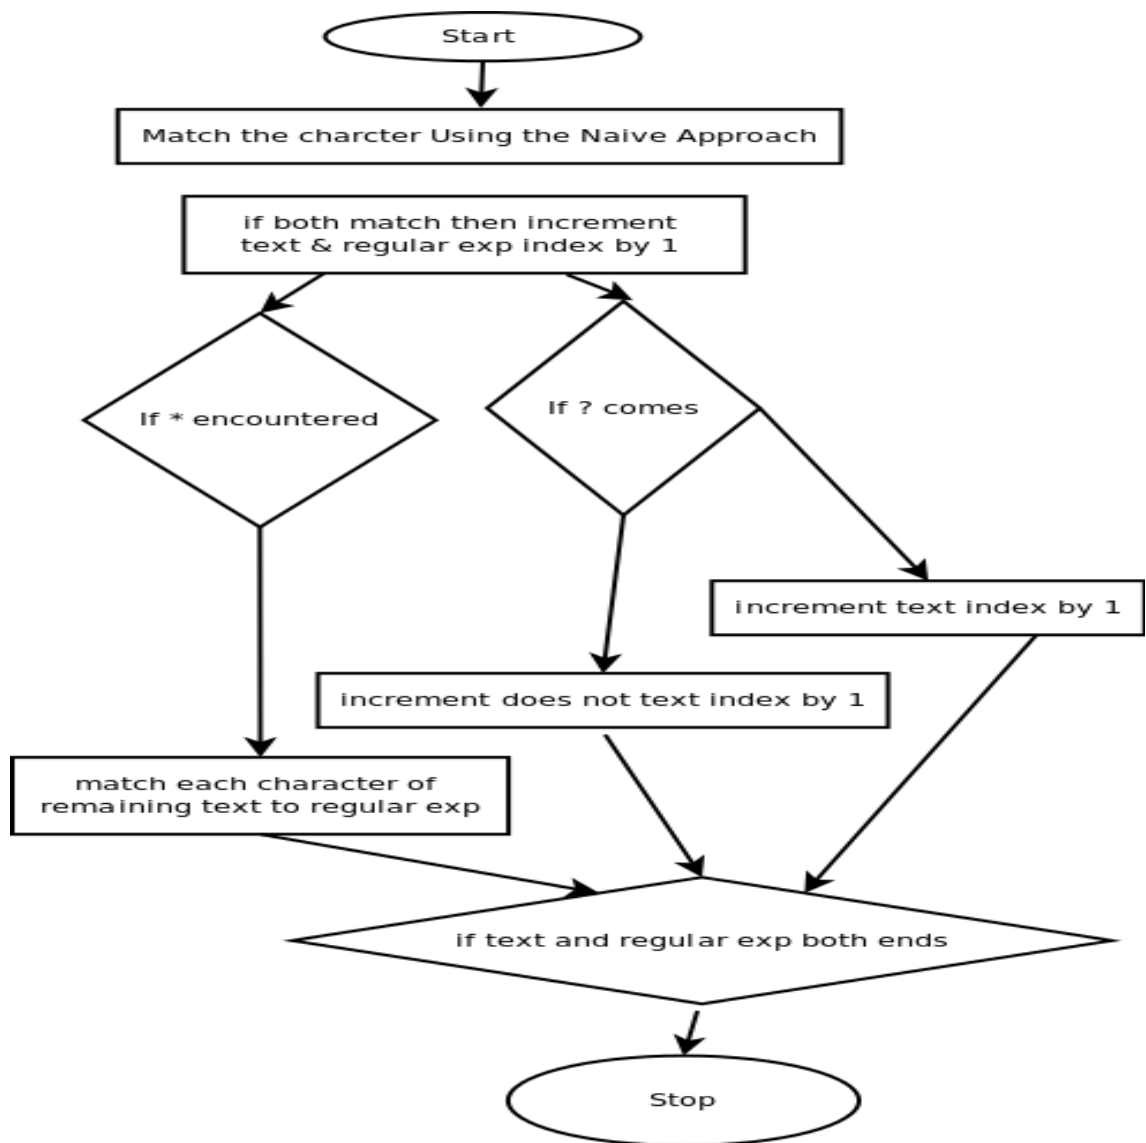 Start
Match the charcter Using the Naive Approach
if both match then increment
text & regular exp index by 1
If * encountered
If ? comes
increment text index by 1
increment does not text index by 1
match each character of
remaining text to regular exp
if text and regular exp both ends
Stop